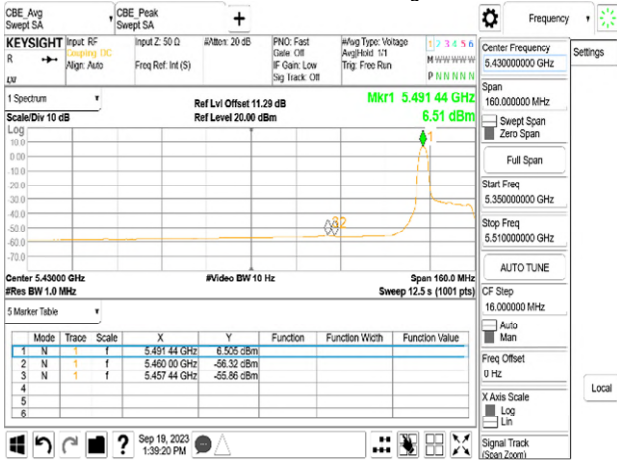 CBE_Avg
Swept SA
CBE_Peak
Swept SA
+
Frequency
KEYSIGHT
R
Input: RF
Coupling: DC
Align: Auto
Input Z: 50 Ω
Freq Ref: Int (S)
#Atten: 20 dB
PNO: Fast
Gate: Off
IF Gain: Low
Sig Track: Off
#Avg Type: Voltage
Avg|Hold: 1/1
Trig: Free Run
1 2 3 4 5 6
M W W W W W
P N N N N N
1 Spectrum
Scale/Div 10 dB
Ref Lvl Offset 11.29 dB
Ref Level 20.00 dBm
Mkr1 5.491 44 GHz
6.51 dBm
Log
10.0
0.00
-10.0
-20.0
-30.0
-40.0
-50.0
-60.0
-70.0
1
2
Center 5.43000 GHz
#Res BW 1.0 MHz
#Video BW 10 Hz
Span 160.0 MHz
Sweep 12.5 s (1001 pts)
5 Marker Table
Mode Trace Scale X Y Function Function Width Function Value
1 N 1 f 5.491 44 GHz 6.505 dBm
2 N 1 f 5.460 00 GHz -56.32 dBm
3 N 1 f 5.457 44 GHz -55.86 dBm
4
5
6
Sep 19, 2023
1:39:20 PM
Center Frequency
5.430000000 GHz
Span
160.000000 MHz
Swept Span
Zero Span
Full Span
Start Freq
5.350000000 GHz
Stop Freq
5.510000000 GHz
AUTO TUNE
CF Step
16.000000 MHz
Auto
Man
Freq Offset
0 Hz
X Axis Scale
Log
Lin
Signal Track
(Span Zoom)
Settings
Local